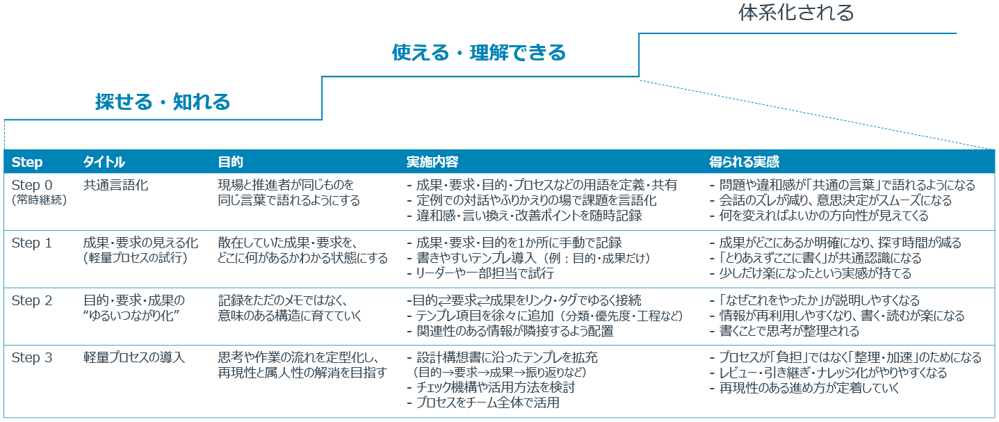 体系化される
使える・理解できる
探せる・知れる
Step タイトル 目的 実施内容 得られる実感
Step 0
(常時継続)
共通言語化
現場と推進者が同じものを
同じ言葉で語れるようにする
- 成果・要求・目的・プロセスなどの用語を定義・共有
- 定例での対話やふりかえりの場で課題を言語化
- 違和感・言い換え・改善ポイントを随時記録
- 問題や違和感が「共通の言葉」で語れるようになる
- 会話のズレが減り、意思決定がスムーズになる
- 何を変えればよいかの方向性が見えてくる
Step 1
成果・要求の見える化
(軽量プロセスの試行)
散在していた成果・要求を、
どこに何があるかわかる状態にする
- 成果・要求・目的を1か所に手動で記録
- 書きやすいテンプレ導入（例：目的・成果だけ）
- リーダーや一部担当で試行
- 成果がどこにあるか明確になり、探す時間が減る
- 「とりあえずここに書く」が共通認識になる
- 少しだけ楽になったという実感が持てる
Step 2
目的・要求・成果の
“ゆるいつながり化”
記録をただのメモではなく、
意味のある構造に育てていく
-目的⇄要求⇄成果をリンク・タグでゆるく接続
- テンプレ項目を徐々に追加（分類・優先度・工程など）
- 関連性のある情報が隣接するよう配置
- 「なぜこれをやったか」が説明しやすくなる
- 情報が再利用しやすくなり、書く・読むが楽になる
- 書くことで思考が整理される
Step 3
軽量プロセスの導入
思考や作業の流れを定型化し、
再現性と属人性の解消を目指す
- 設計構想書に沿ったテンプレを拡充
（目的→要求→成果→振り返りなど）
- チェック機構や活用方法を検討
- プロセスをチーム全体で活用
- プロセスが「負担」ではなく「整理・加速」のためになる
- レビュー・引き継ぎ・ナレッジ化がやりやすくなる
- 再現性のある進め方が定着していく